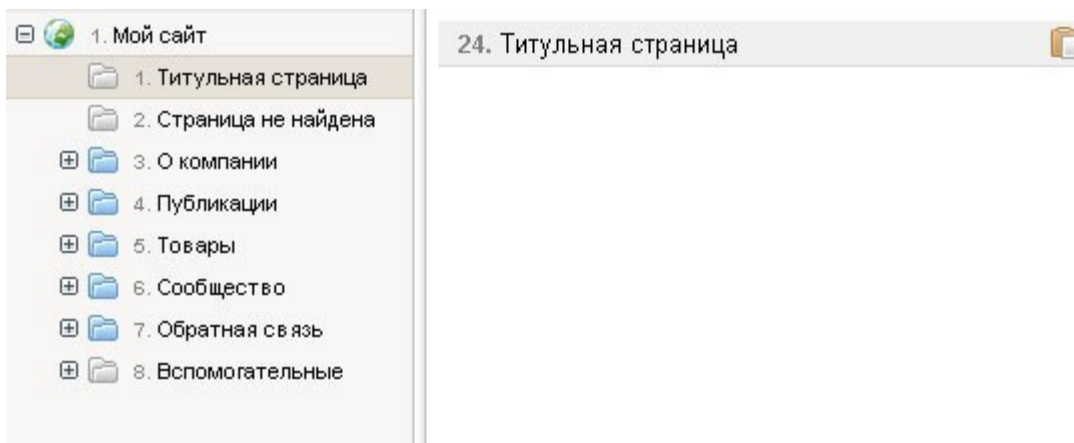 1. Мой сайт
1. Титульная страница
2. Страница не найдена
3. О компании
4. Публикации
5. Товары
6. Сообщество
7. Обратная связь
8. Вспомогательные
24. Титульная страница